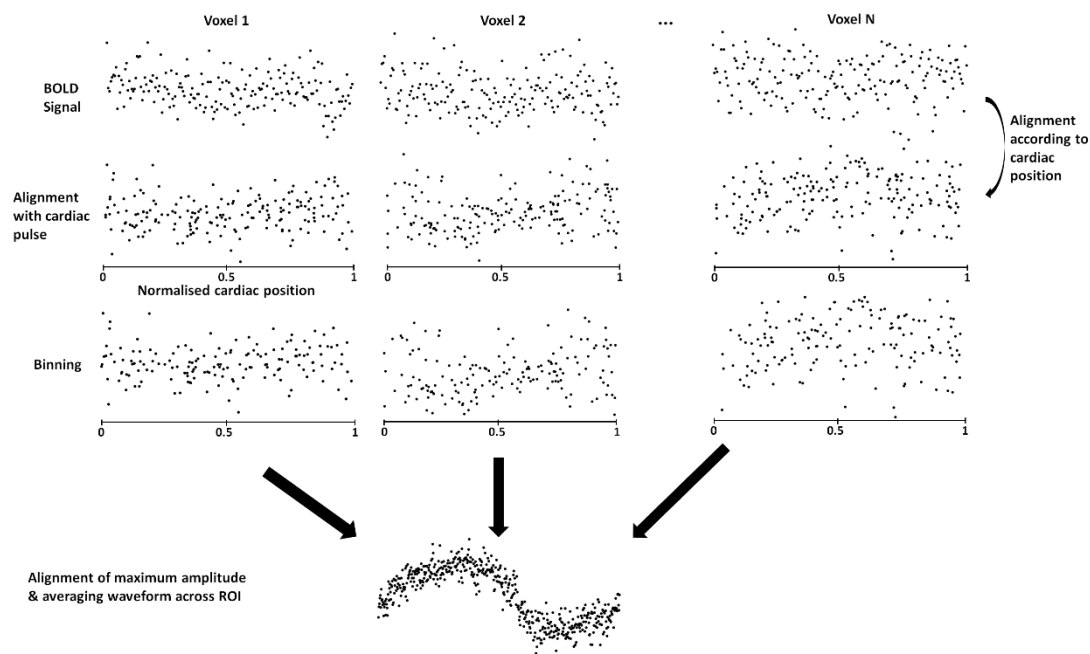 Voxel 1
Voxel 2
...
Voxel N
BOLD
Signal
Alignment
according to
cardiac
position
Alignment
with cardiac
pulse
0
0.5
1
0
0.5
1
0
0.5
1
Normalised cardiac position
Binning
0
0.5
1
0
0.5
1
0
0.5
1
Alignment of maximum amplitude
& averaging waveform across ROI